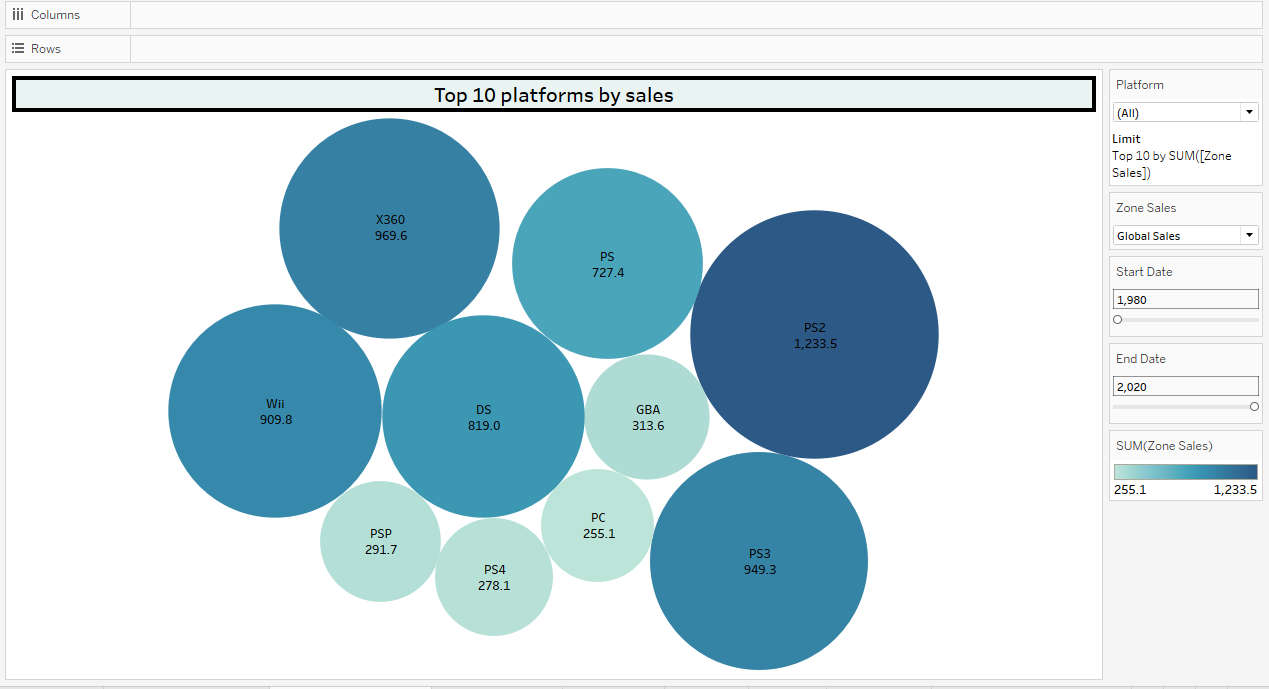 Columns
Rows
Top 10 platforms by sales
X360
969.6
PS
727.4
PS2
1,233.5
Wii
909.8
DS
819.0
GBA
313.6
PSP
291.7
PS4
278.1
PC
255.1
PS3
949.3
Platform
(All)
Limit
Top 10 by SUM([Zone
Sales])
Zone Sales
Global Sales
Start Date
1,980
End Date
2,020
SUM(Zone Sales)
255.1 1,233.5